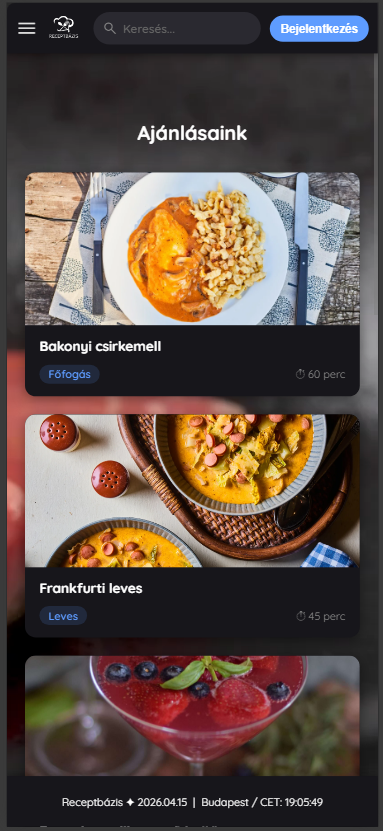 RECEPTBÁZIS
Keresés...
Bejelentkezés
Ajánlásaink
Bakonyi csirkemell
Főfogás
60 perc
Frankfurti leves
Leves
45 perc
Receptbázis ✦ 2026.04.15 | Budapest / CET: 19:05:49